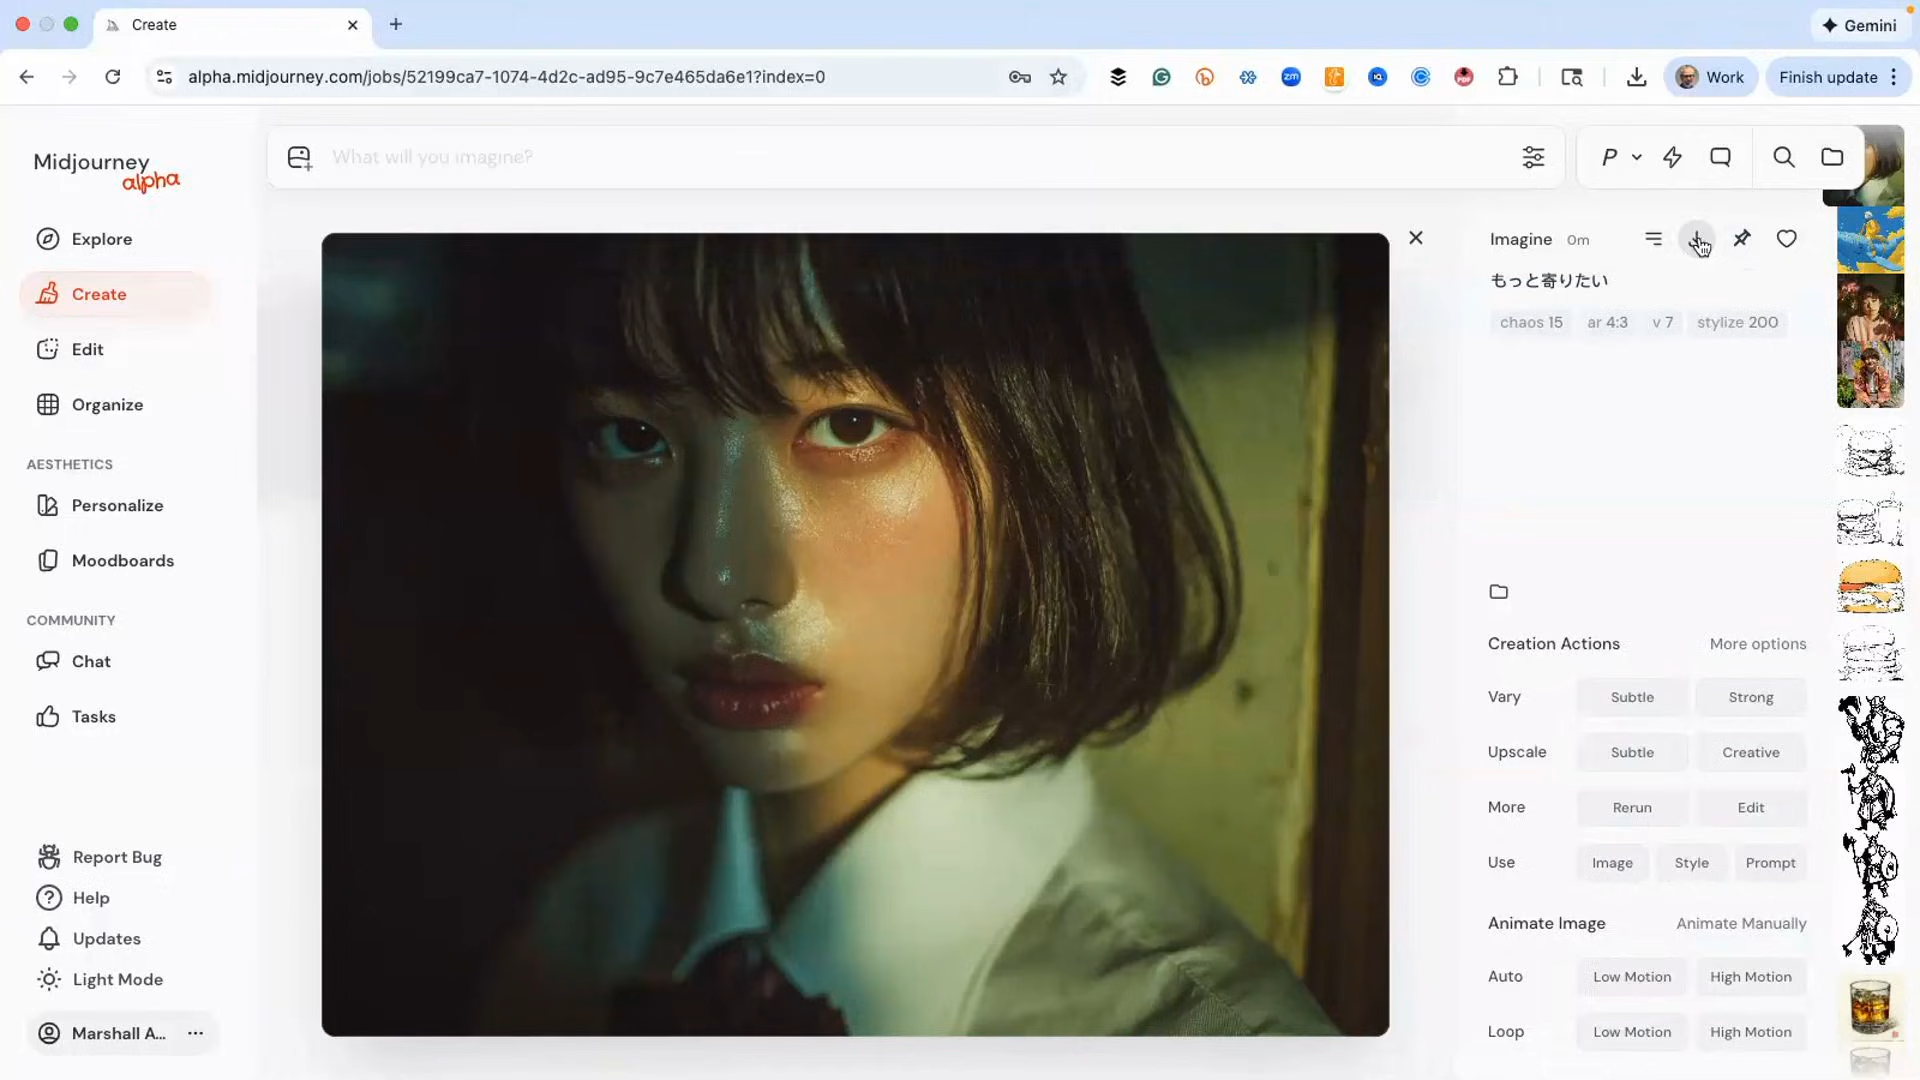 Create
Gemini
alpha.midjourney.com/jobs/52199ca7-1074-4d2c-ad95-9c7e465da6e1?index=0
zm
PDF
Work
Finish update
Midjourney
alpha
What will you imagine?
P
Explore
Create
Edit
Organize
AESTHETICS
Personalize
Moodboards
COMMUNITY
Chat
Tasks
Report Bug
Help
Updates
Light Mode
Marshall A...
Imagine 0m
もっと寄りたい
chaos 15 ar 4:3 v 7 stylize 200
Creation Actions More options
Vary Subtle Strong
Upscale Subtle Creative
More Rerun Edit
Use Image Style Prompt
Animate Image Animate Manually
Auto Low Motion High Motion
Loop Low Motion High Motion